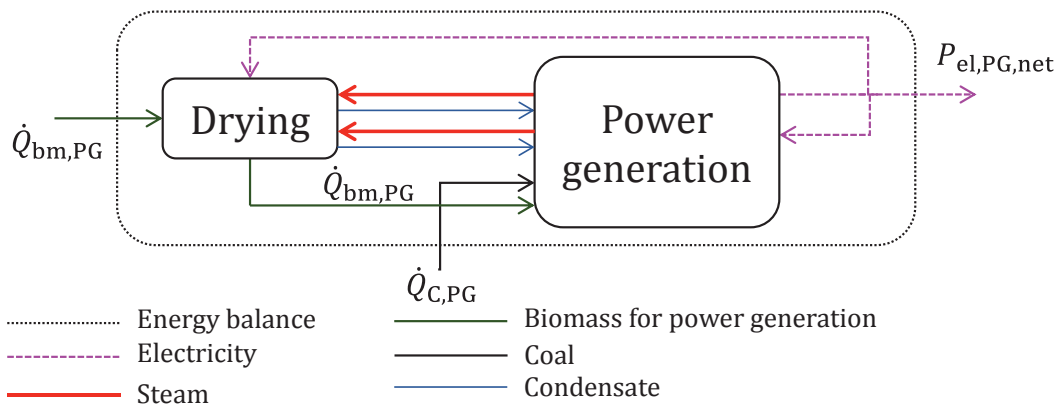 P_el,PG,net
Drying
Power
generation
Q̇_bm,PG
Q̇_bm,PG
Q̇_C,PG
Energy balance
Electricity
Steam
Biomass for power generation
Coal
Condensate